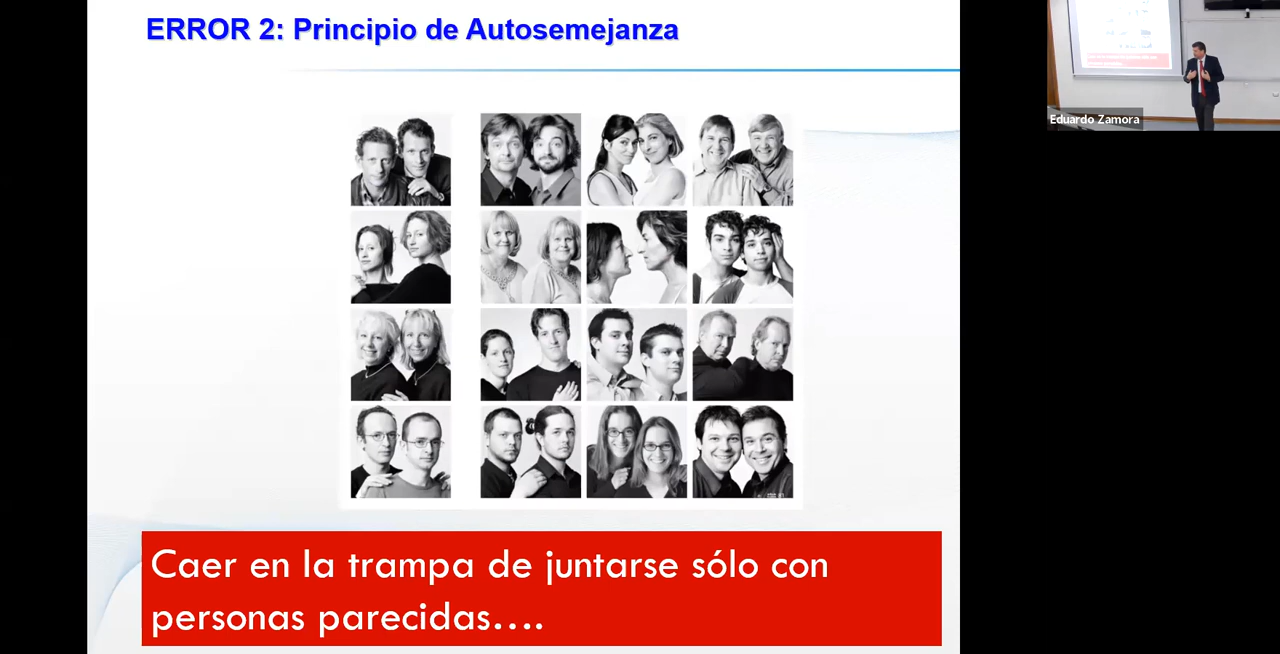 ERROR 2: Principio de Autosemejanza
Eduardo Zamora
Caer en la trampa de juntarse sólo con
personas parecidas....